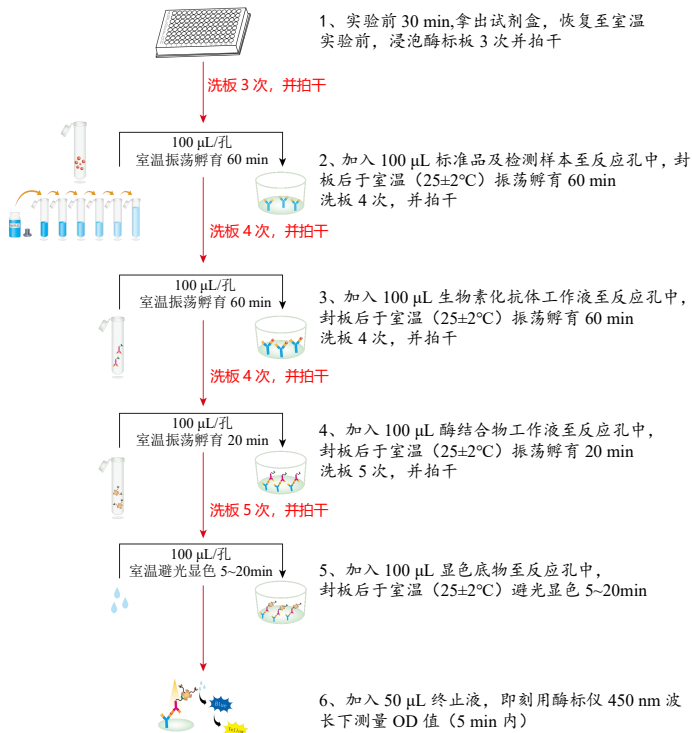 1、实验前 30 min,拿出试剂盒，恢复至室温
实验前，浸泡酶标板 3 次并拍干
洗板 3 次，并拍干
100 μL/孔
室温振荡孵育 60 min
2、加入 100 μL 标准品及检测样本至反应孔中，封
板后于室温（25±2℃）振荡孵育 60 min
洗板 4 次，并拍干
洗板 4 次，并拍干
100 μL/孔
室温振荡孵育 60 min
3、加入 100 μL 生物素化抗体工作液至反应孔中，
封板后于室温（25±2℃）振荡孵育 60 min
洗板 4 次，并拍干
洗板 4 次，并拍干
100 μL/孔
室温振荡孵育 20 min
4、加入 100 μL 酶结合物工作液至反应孔中，
封板后于室温（25±2℃）振荡孵育 20 min
洗板 5 次，并拍干
洗板 5 次，并拍干
100 μL/孔
室温避光显色 5~20min
5、加入 100 μL 显色底物至反应孔中，
封板后于室温（25±2℃）避光显色 5~20min
Blue
Yellow
6、加入 50 μL 终止液，即刻用酶标仪 450 nm 波
长下测量 OD 值（5 min 内）